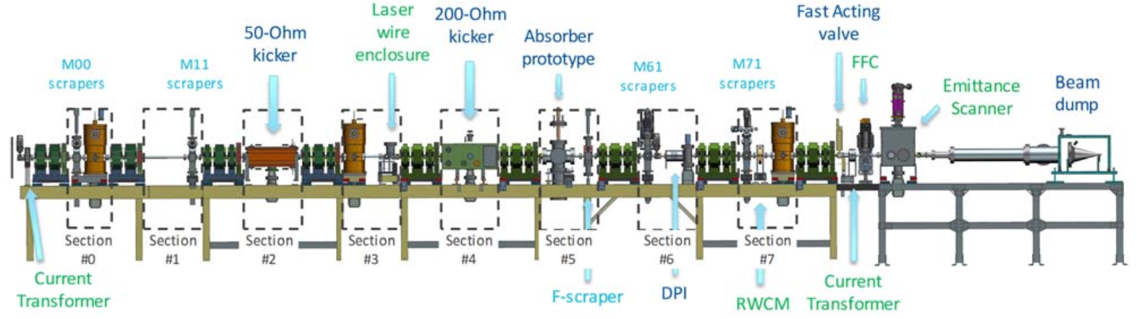 M00
scrapers
M11
scrapers
50-Ohm
kicker
Laser
wire
enclosure
200-Ohm
kicker
Absorber
prototype
M61
scrapers
M71
scrapers
Fast Acting
valve
FFC
Emittance
Scanner
Beam
dump
Section
#0
Section
#1
Section
#2
Section
#3
Section
#4
Section
#5
Section
#6
Section
#7
Current
Transformer
F-scraper
DPI
RWCM
Current
Transformer